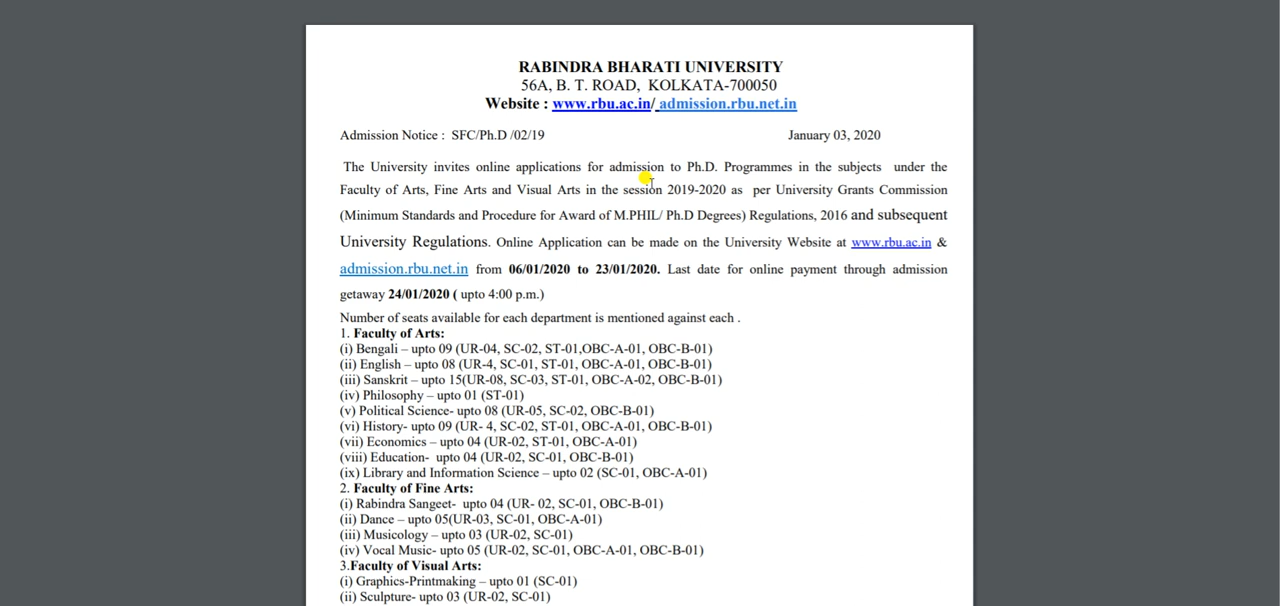 RABINDRA BHARATI UNIVERSITY
56A, B. T. ROAD, KOLKATA-700050
Website : www.rbu.ac.in/ admission.rbu.net.in
Admission Notice : SFC/Ph.D /02/19 January 03, 2020
The University invites online applications for admission to Ph.D. Programmes in the subjects under the
Faculty of Arts, Fine Arts and Visual Arts in the session 2019-2020 as per University Grants Commission
(Minimum Standards and Procedure for Award of M.PHIL/ Ph.D Degrees) Regulations, 2016 and subsequent
University Regulations. Online Application can be made on the University Website at www.rbu.ac.in &
admission.rbu.net.in from 06/01/2020 to 23/01/2020. Last date for online payment through admission
getaway 24/01/2020 ( upto 4:00 p.m.)
Number of seats available for each department is mentioned against each .
1. Faculty of Arts:
(i) Bengali – upto 09 (UR-04, SC-02, ST-01,OBC-A-01, OBC-B-01)
(ii) English – upto 08 (UR-4, SC-01, ST-01, OBC-A-01, OBC-B-01)
(iii) Sanskrit – upto 15(UR-08, SC-03, ST-01, OBC-A-02, OBC-B-01)
(iv) Philosophy – upto 01 (ST-01)
(v) Political Science- upto 08 (UR-05, SC-02, OBC-B-01)
(vi) History- upto 09 (UR- 4, SC-02, ST-01, OBC-A-01, OBC-B-01)
(vii) Economics – upto 04 (UR-02, ST-01, OBC-A-01)
(viii) Education- upto 04 (UR-02, SC-01, OBC-B-01)
(ix) Library and Information Science – upto 02 (SC-01, OBC-A-01)
2. Faculty of Fine Arts:
(i) Rabindra Sangeet- upto 04 (UR- 02, SC-01, OBC-B-01)
(ii) Dance – upto 05(UR-03, SC-01, OBC-A-01)
(iii) Musicology – upto 03 (UR-02, SC-01)
(iv) Vocal Music- upto 05 (UR-02, SC-01, OBC-A-01, OBC-B-01)
3.Faculty of Visual Arts:
(i) Graphics-Printmaking – upto 01 (SC-01)
(ii) Sculpture- upto 03 (UR-02, SC-01)